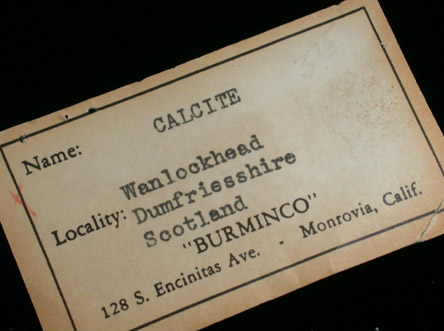 CALCITE
Name:
Wanlockhead
Locality: Dumfriesshire
Scotland
"BURMINCO"
128 S. Encinitas Ave. - Monrovia, Calif.